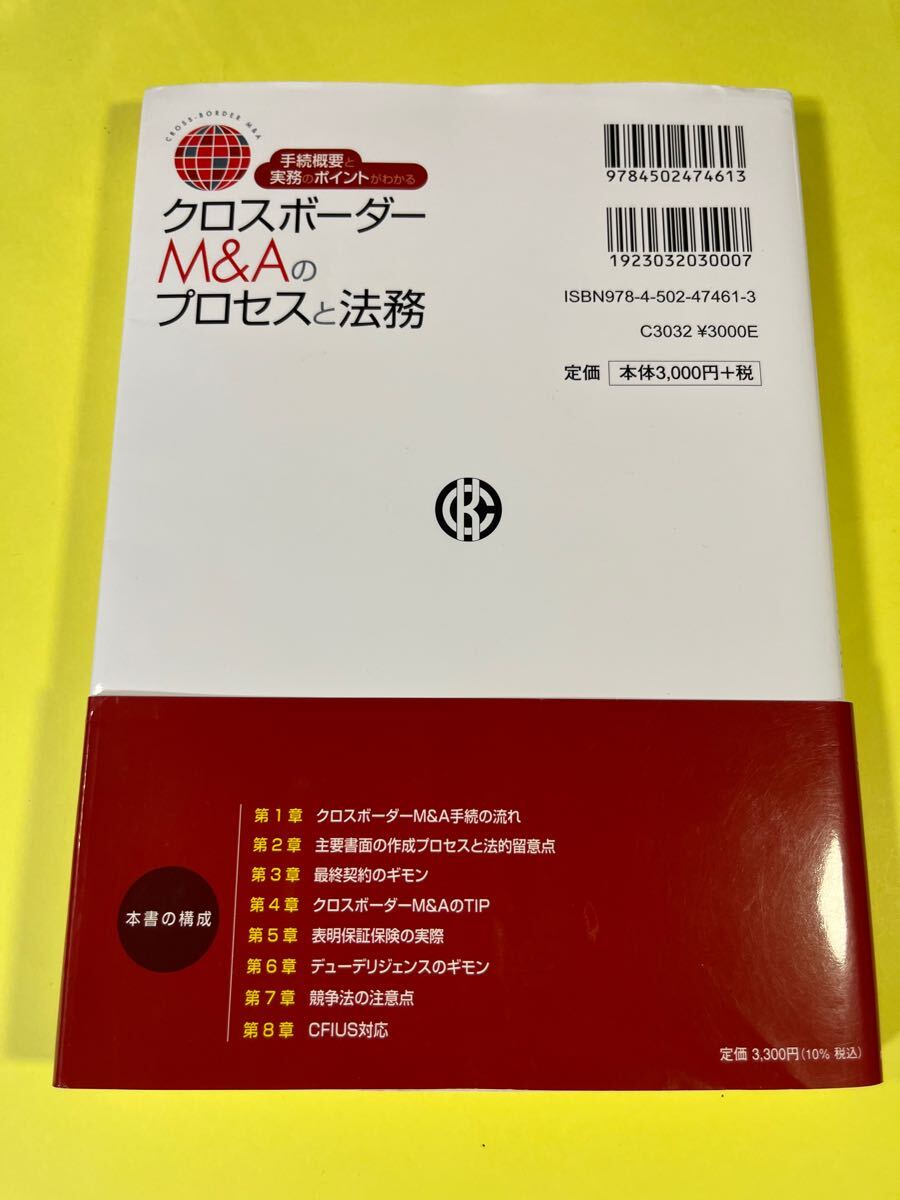 CROSS-BORDER M&A
手続概要と
実務のポイントがわかる
クロスボーダー
M&Aの
プロセスと法務
9784502474613
1923032030007
ISBN978-4-502-47461-3
C3032 ¥3000E
定価 本体3,000円+税
本書の構成
第1章 クロスボーダーM&A手続の流れ
第2章 主要書面の作成プロセスと法的留意点
第3章 最終契約のギモン
第4章 クロスボーダーM&AのTIP
第5章 表明保証保険の実際
第6章 デューデリジェンスのギモン
第7章 競争法の注意点
第8章 CFIUS対応
定価 3,300円(10% 税込)